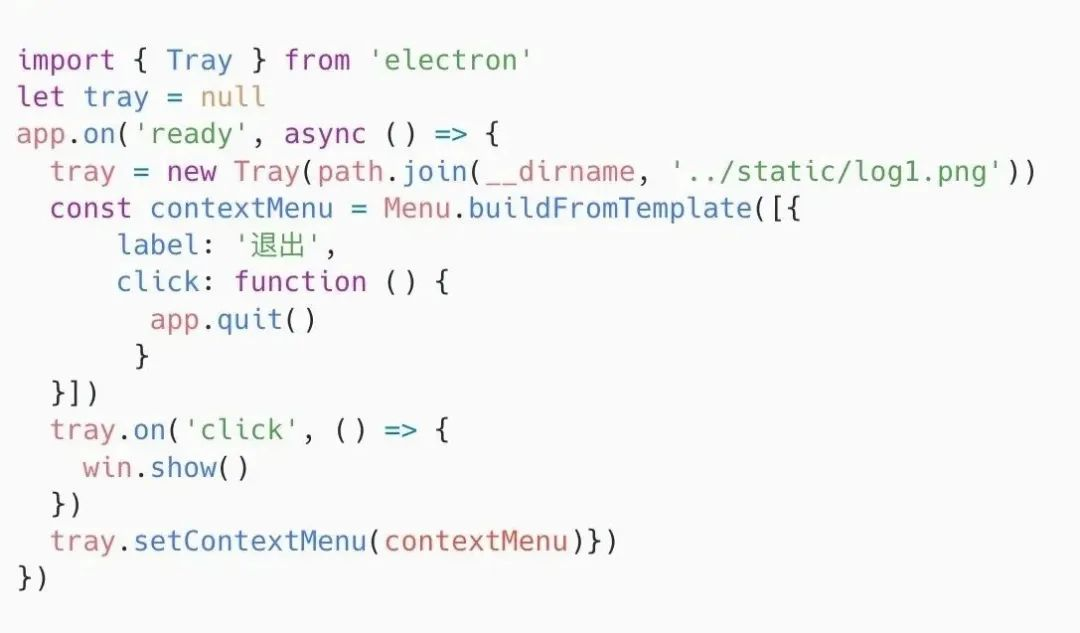 import { Tray } from 'electron'
let tray = null
app.on('ready', async () => {
  tray = new Tray(path.join(__dirname, '../static/log1.png'))
  const contextMenu = Menu.buildFromTemplate([{
      label: '退出',
      click: function () {
        app.quit()
       }
  }])
  tray.on('click', () => {
    win.show()
  })
  tray.setContextMenu(contextMenu)})
})